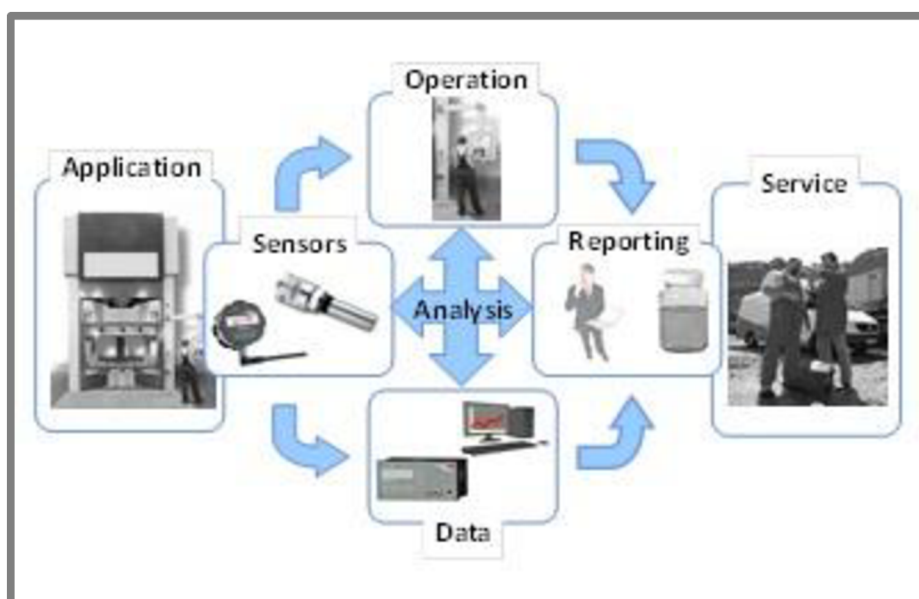 Operation
Application
Service
Sensors
Reporting
Analysis
Data